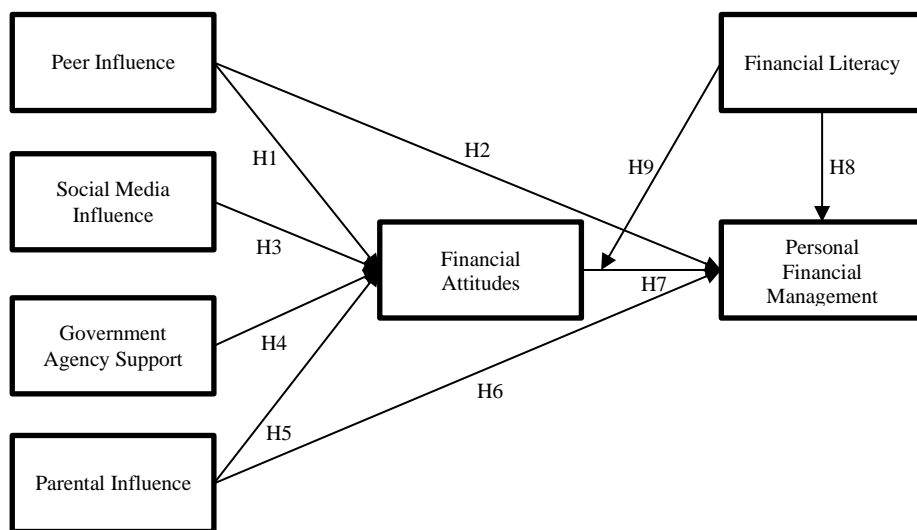 Peer Influence
Financial Literacy
H1
H2
H9
H8
Social Media
Influence
H3
Financial
Attitudes
H7
Personal
Financial
Management
Government
Agency Support
H4
H6
H5
Parental Influence